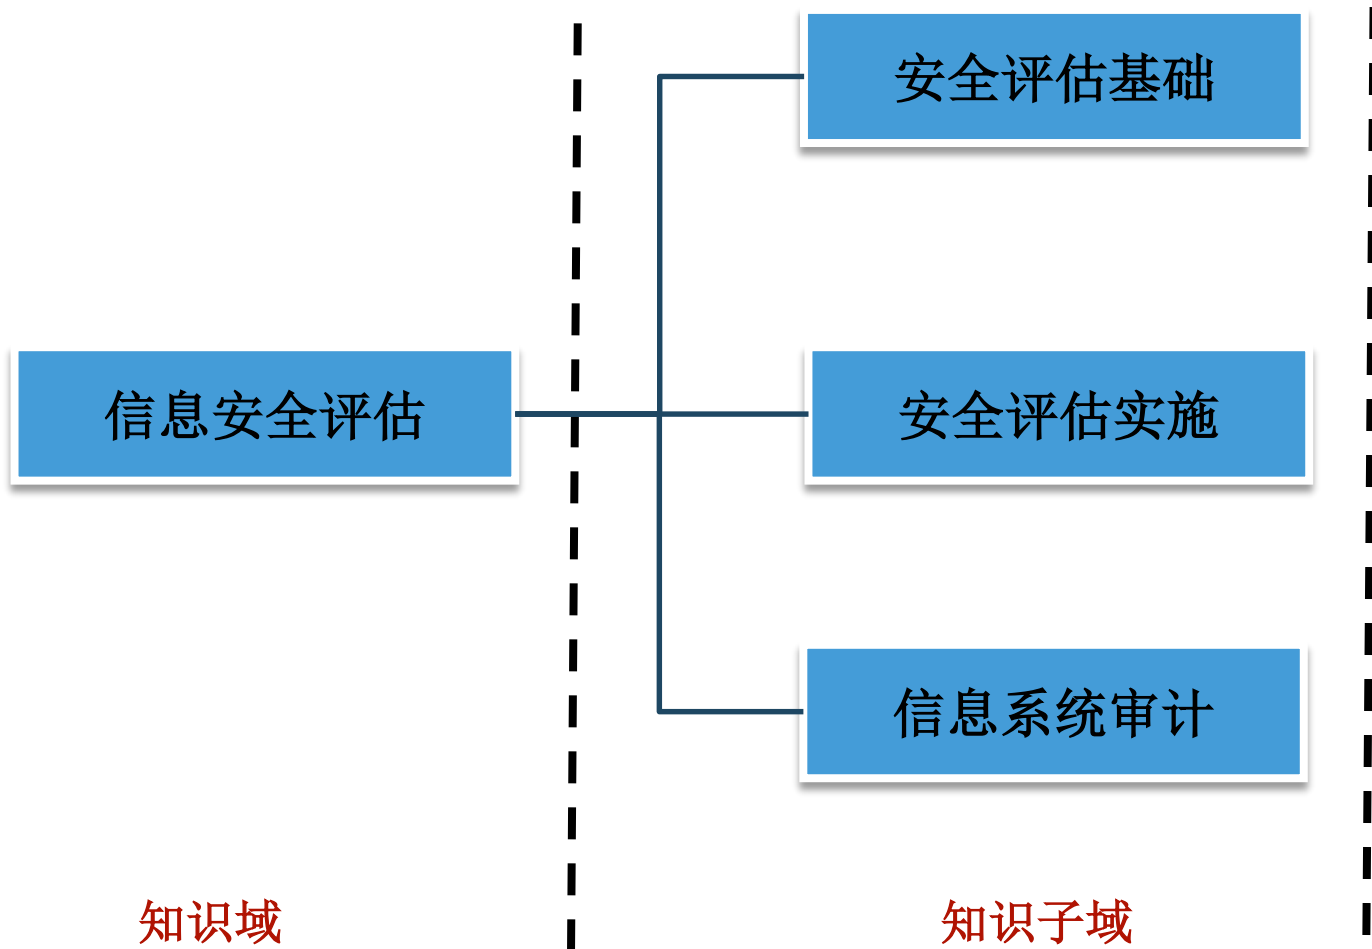 安全评估基础
信息安全评估
安全评估实施
信息系统审计
知识域
知识子域